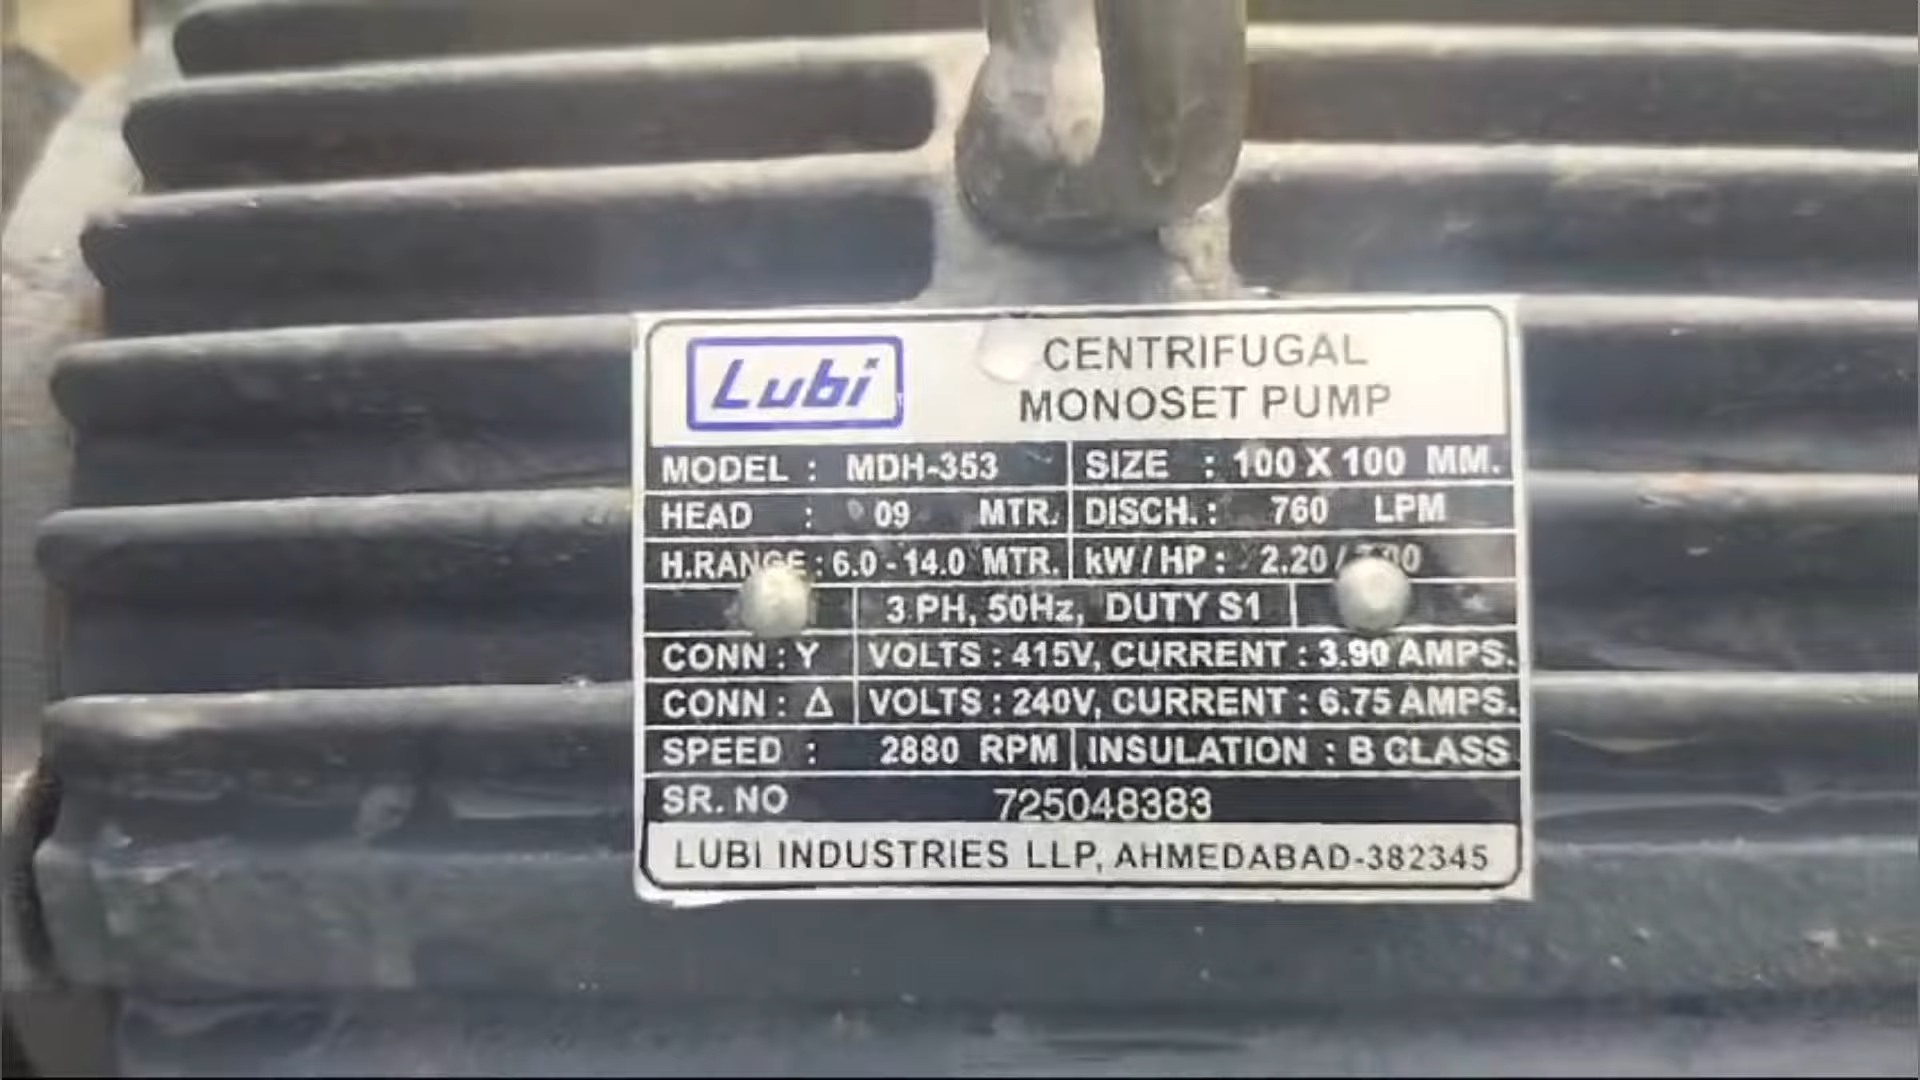 Lubi
CENTRIFUGAL
MONOSET PUMP
MODEL : MDH-353 SIZE : 100 X 100 MM.
HEAD : 09 MTR. DISCH. : 760 LPM
H.RANGE : 6.0 - 14.0 MTR. kW / HP : 2.20 /
3 PH, 50Hz, DUTY S1
CONN : Y VOLTS : 415V, CURRENT : 3.90 AMPS.
CONN : Δ VOLTS : 240V, CURRENT : 6.75 AMPS.
SPEED : 2880 RPM INSULATION : B CLASS
SR. NO 725048383
LUBI INDUSTRIES LLP, AHMEDABAD-382345